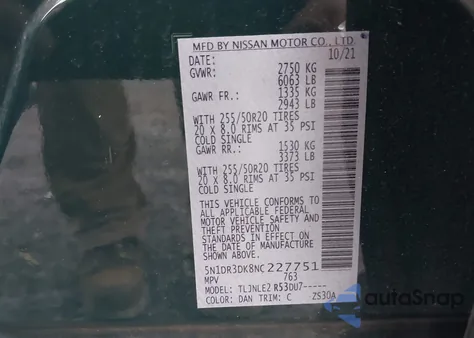 MFD BY NISSAN MOTOR CO., LTD.
DATE: 10/21
GVWR: 2750 KG
6063 LB
GAWR FR.: 1335 KG
2943 LB
WITH 255/50R20 TIRES
20 X 8.0 RIMS AT 35 PSI
COLD SINGLE
GAWR RR.: 1530 KG
3373 LB
WITH 255/50R20 TIRES
20 X 8.0 RIMS AT 35 PSI
COLD SINGLE
THIS VEHICLE CONFORMS TO
ALL APPLICABLE FEDERAL
MOTOR VEHICLE SAFETY AND
THEFT PREVENTION
STANDARDS IN EFFECT ON
THE DATE OF MANUFACTURE
SHOWN ABOVE.
5N1DR3DK8NC227751
MPV 763
MODEL: TLJNLEZ R53DU7-----
COLOR: DAN TRIM: C ZS30A
AutoSnap